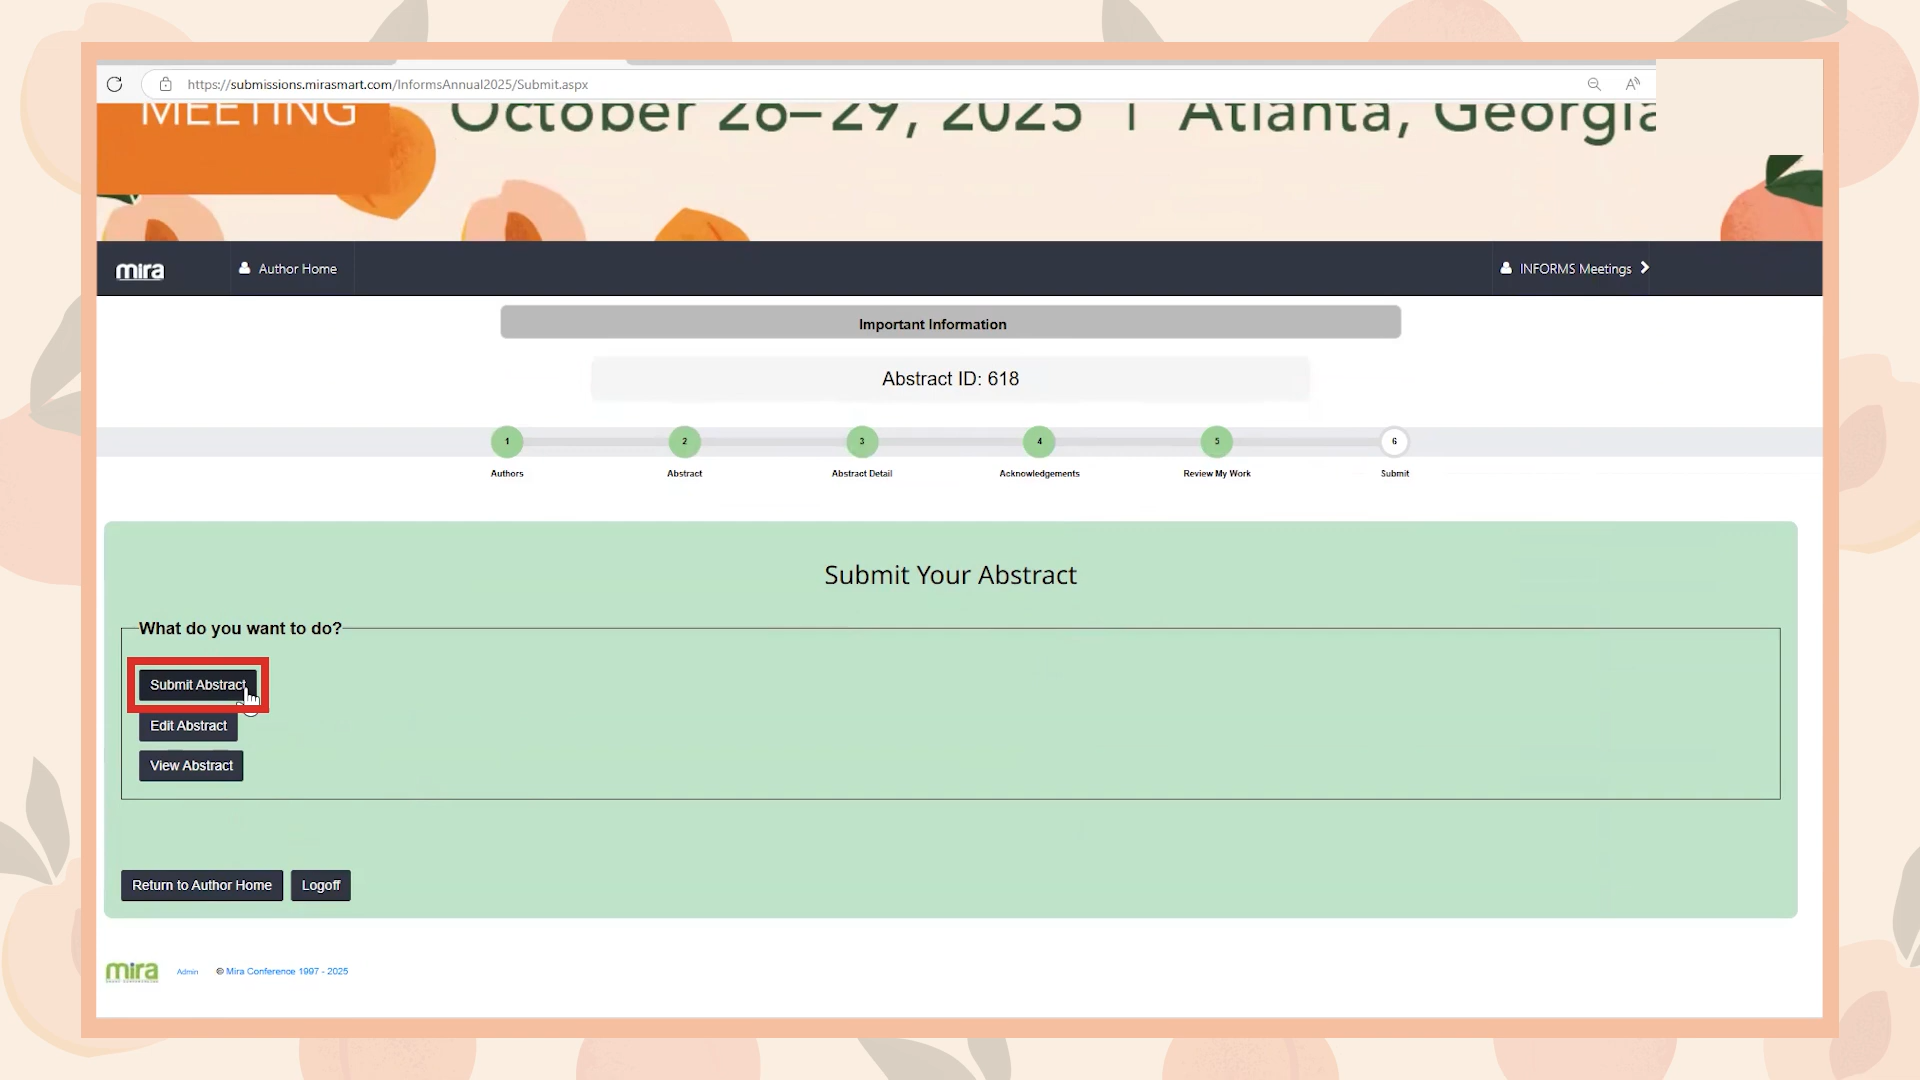 https://submissions.mirasmart.com/InformsAnnual2025/Submit.aspx
MEETING
October 26–29, 2025 | Atlanta, Georgia
mira
Author Home
INFORMS Meetings
Important Information
Abstract ID: 618
1
2
3
4
5
6
Authors
Abstract
Abstract Detail
Acknowledgements
Review My Work
Submit
Submit Your Abstract
What do you want to do?
Submit Abstract
Edit Abstract
View Abstract
Return to Author Home
Logoff
mira
Admin
© Mira Conference 1997 - 2025